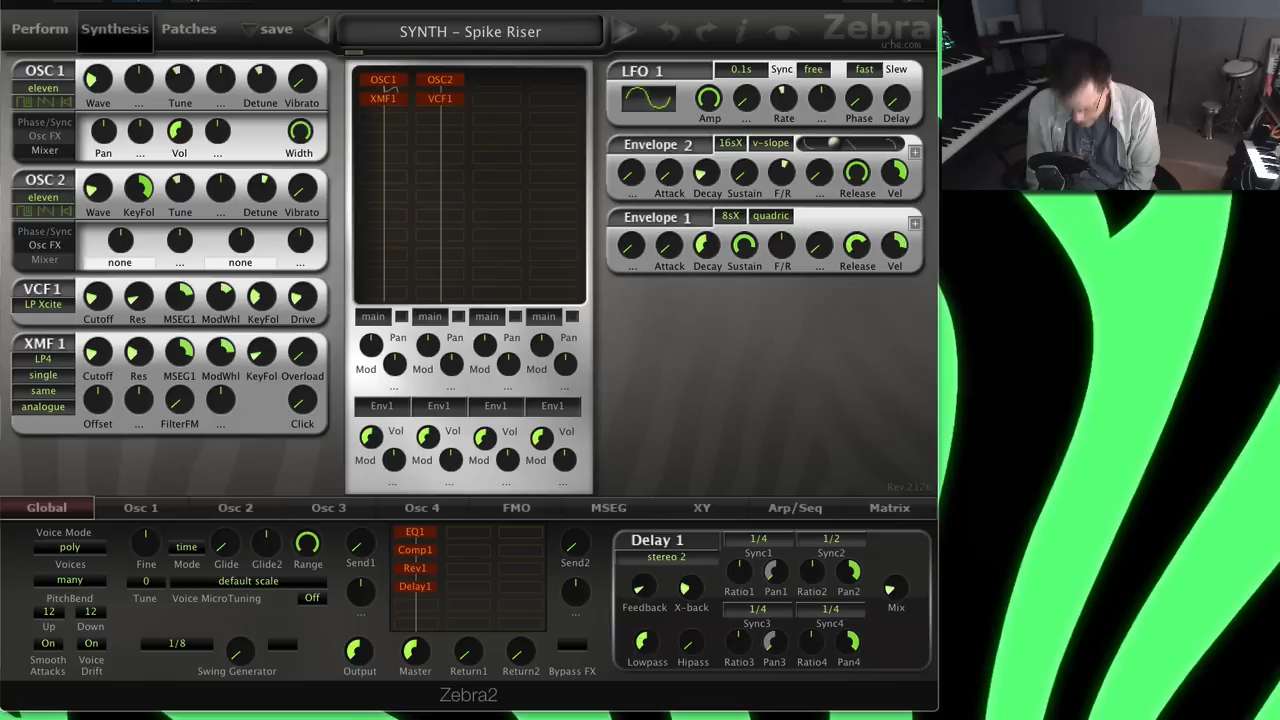 Perform Synthesis Patches save SYNTH – Spike Riser Zebra
u-he.com
OSC 1
eleven
Wave ... Tune ... Detune Vibrato
Phase/Sync
Osc FX
Mixer
Pan ... Vol ... Width
OSC 2
eleven
Wave KeyFol Tune ... Detune Vibrato
Phase/Sync
Osc FX
Mixer
none ... none ...
VCF1
LP Xcite
Cutoff Res MSEG1 ModWhl KeyFol Drive
XMF 1
LP4
single
same
analogue
Cutoff Res MSEG1 ModWhl KeyFol Overload
Offset ... FilterFM ... Click
OSC1 OSC2
XMF1 VCF1
main main main main
Pan Pan Pan Pan
Mod Mod Mod Mod
... ... ... ...
Env1 Env1 Env1 Env1
Vol Vol Vol Vol
Mod Mod Mod Mod
... ... ... ...
LFO 1 0.1s Sync free fast Slew
Amp ... Rate ... Phase Delay
Envelope 2 16sX v-slope
... Attack Decay Sustain F/R ... Release Vel
Envelope 1 8sX quadric
... Attack Decay Sustain F/R ... Release Vel
Rev.2126
Global Osc 1 Osc 2 Osc 3 Osc 4 FMO MSEG XY Arp/Seq Matrix
Voice Mode
poly
Voices
many
PitchBend
12 12
Up Down
On On
Smooth Attacks Voice Drift
time
Fine Mode Glide Glide2 Range
0 default scale
Tune Voice MicroTuning Off
1/8
Swing Generator
Send1
...
EQ1
Comp1
Rev1
Delay1
Send2
...
Output Master Return1 Return2 Bypass FX
Delay 1
stereo 2
1/4 1/2
Sync1 Sync2
Feedback X-back Ratio1 Pan1 Ratio2 Pan2 Mix
1/4 1/4
Sync3 Sync4
Lowpass Hipass Ratio3 Pan3 Ratio4 Pan4
Zebra2